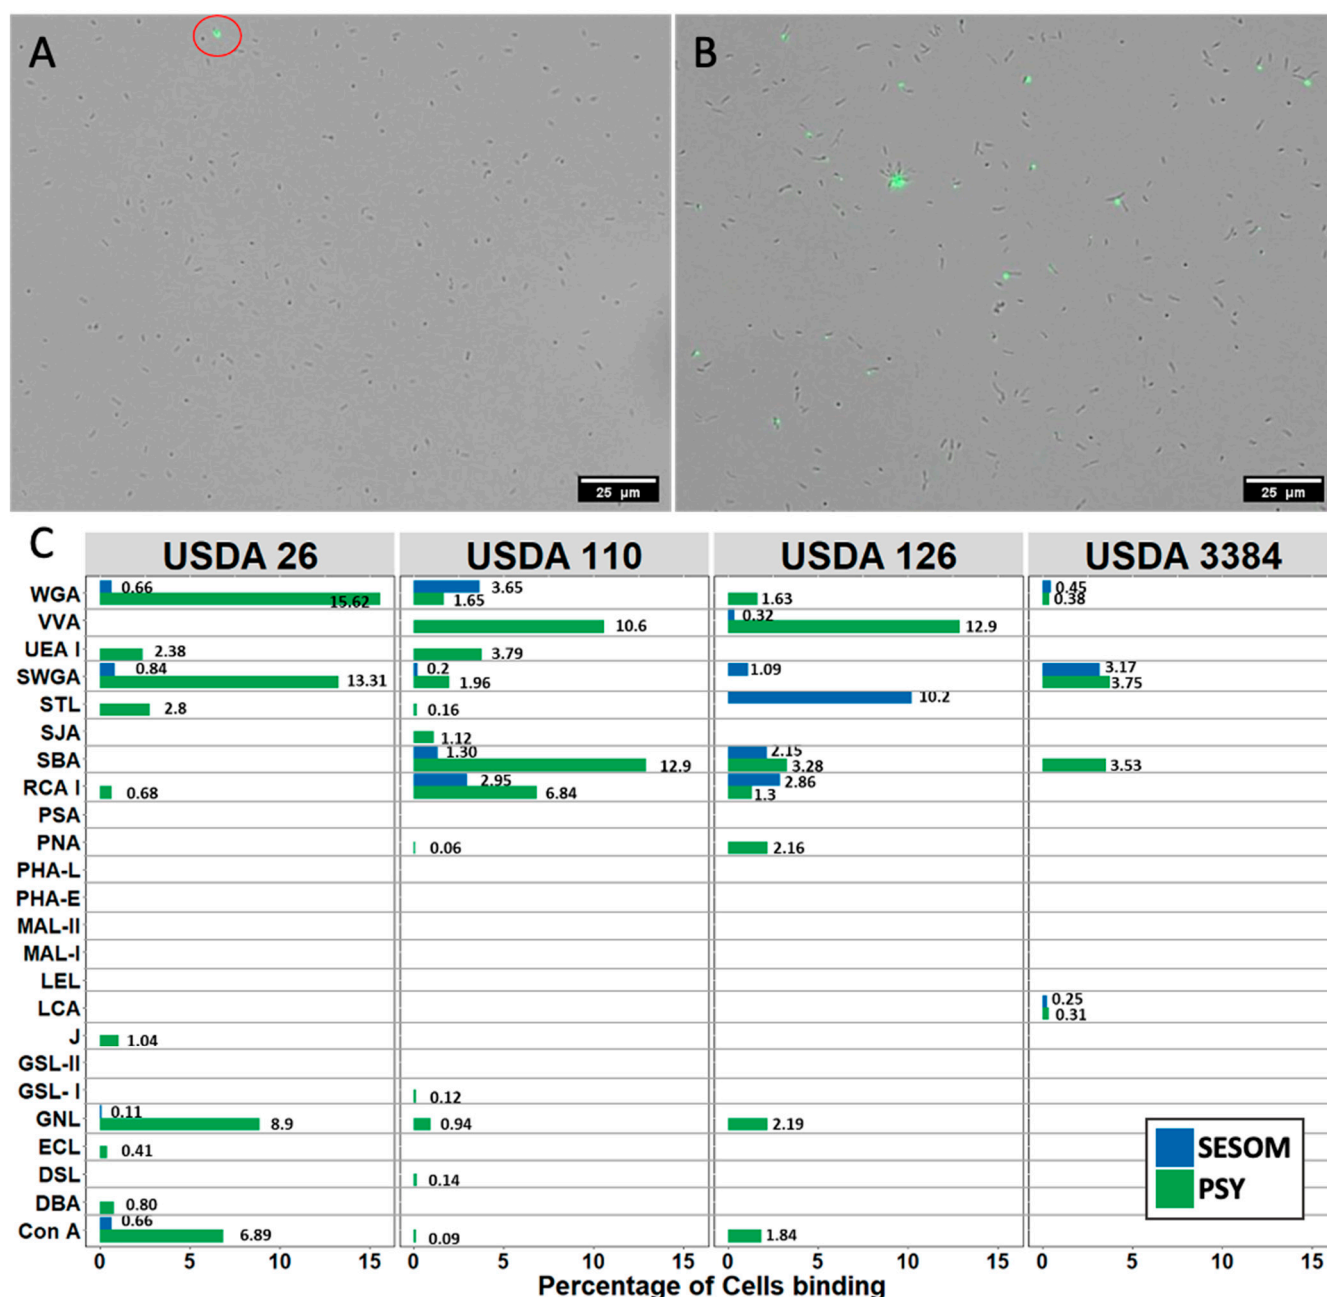 A
B
25 µm
25 µm
C
USDA 26
USDA 110
USDA 126
USDA 3384
WGA 0.66 15.62 3.65 1.65 1.63 0.45 0.38
VVA 10.6 0.32 12.9
UEA I 2.38 3.79
SWGA 0.84 13.31 0.2 1.96 1.09 3.17 3.75
STL 2.8 0.16 10.2
SJA 1.12
SBA 1.30 12.9 2.15 3.28 3.53
RCA I 0.68 2.95 6.84 2.86 1.3
PSA
PNA 0.06 2.16
PHA-L
PHA-E
MAL-II
MAL-I
LEL
LCA 0.25 0.31
J 1.04
GSL-II
GSL- I 0.12
GNL 0.11 8.9 0.94 2.19
ECL 0.41
DSL 0.14
DBA 0.80
Con A 0.66 6.89 0.09 1.84
SESOM
PSY
0 5 10 15 0 5 10 15 0 5 10 15 0 5 10 15
Percentage of Cells binding